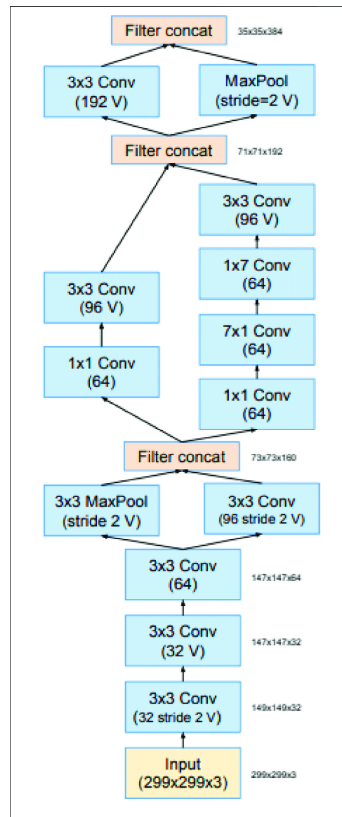 Filter concat
35x35x384
3x3 Conv
(192 V)
MaxPool
(stride=2 V)
Filter concat
71x71x192
3x3 Conv
(96 V)
1x7 Conv
(64)
3x3 Conv
(96 V)
7x1 Conv
(64)
1x1 Conv
(64)
1x1 Conv
(64)
Filter concat
73x73x160
3x3 MaxPool
(stride 2 V)
3x3 Conv
(96 stride 2 V)
3x3 Conv
(64)
147x147x64
3x3 Conv
(32 V)
147x147x32
3x3 Conv
(32 stride 2 V)
149x149x32
Input
(299x299x3)
299x299x3